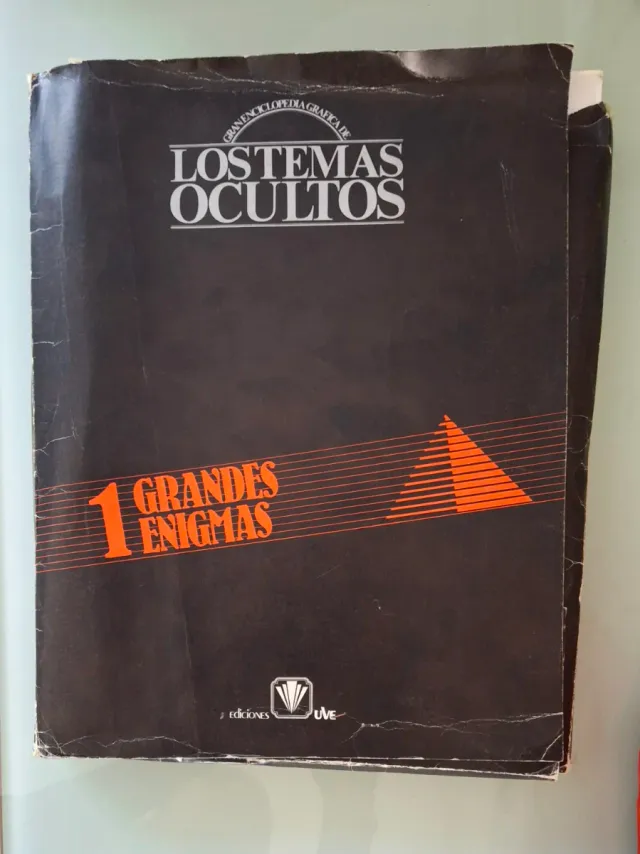 GRAN ENCICLOPEDIA GRAFICA DE
LOS TEMAS
OCULTOS
1 GRANDES
ENIGMAS
EDICIONES UVE